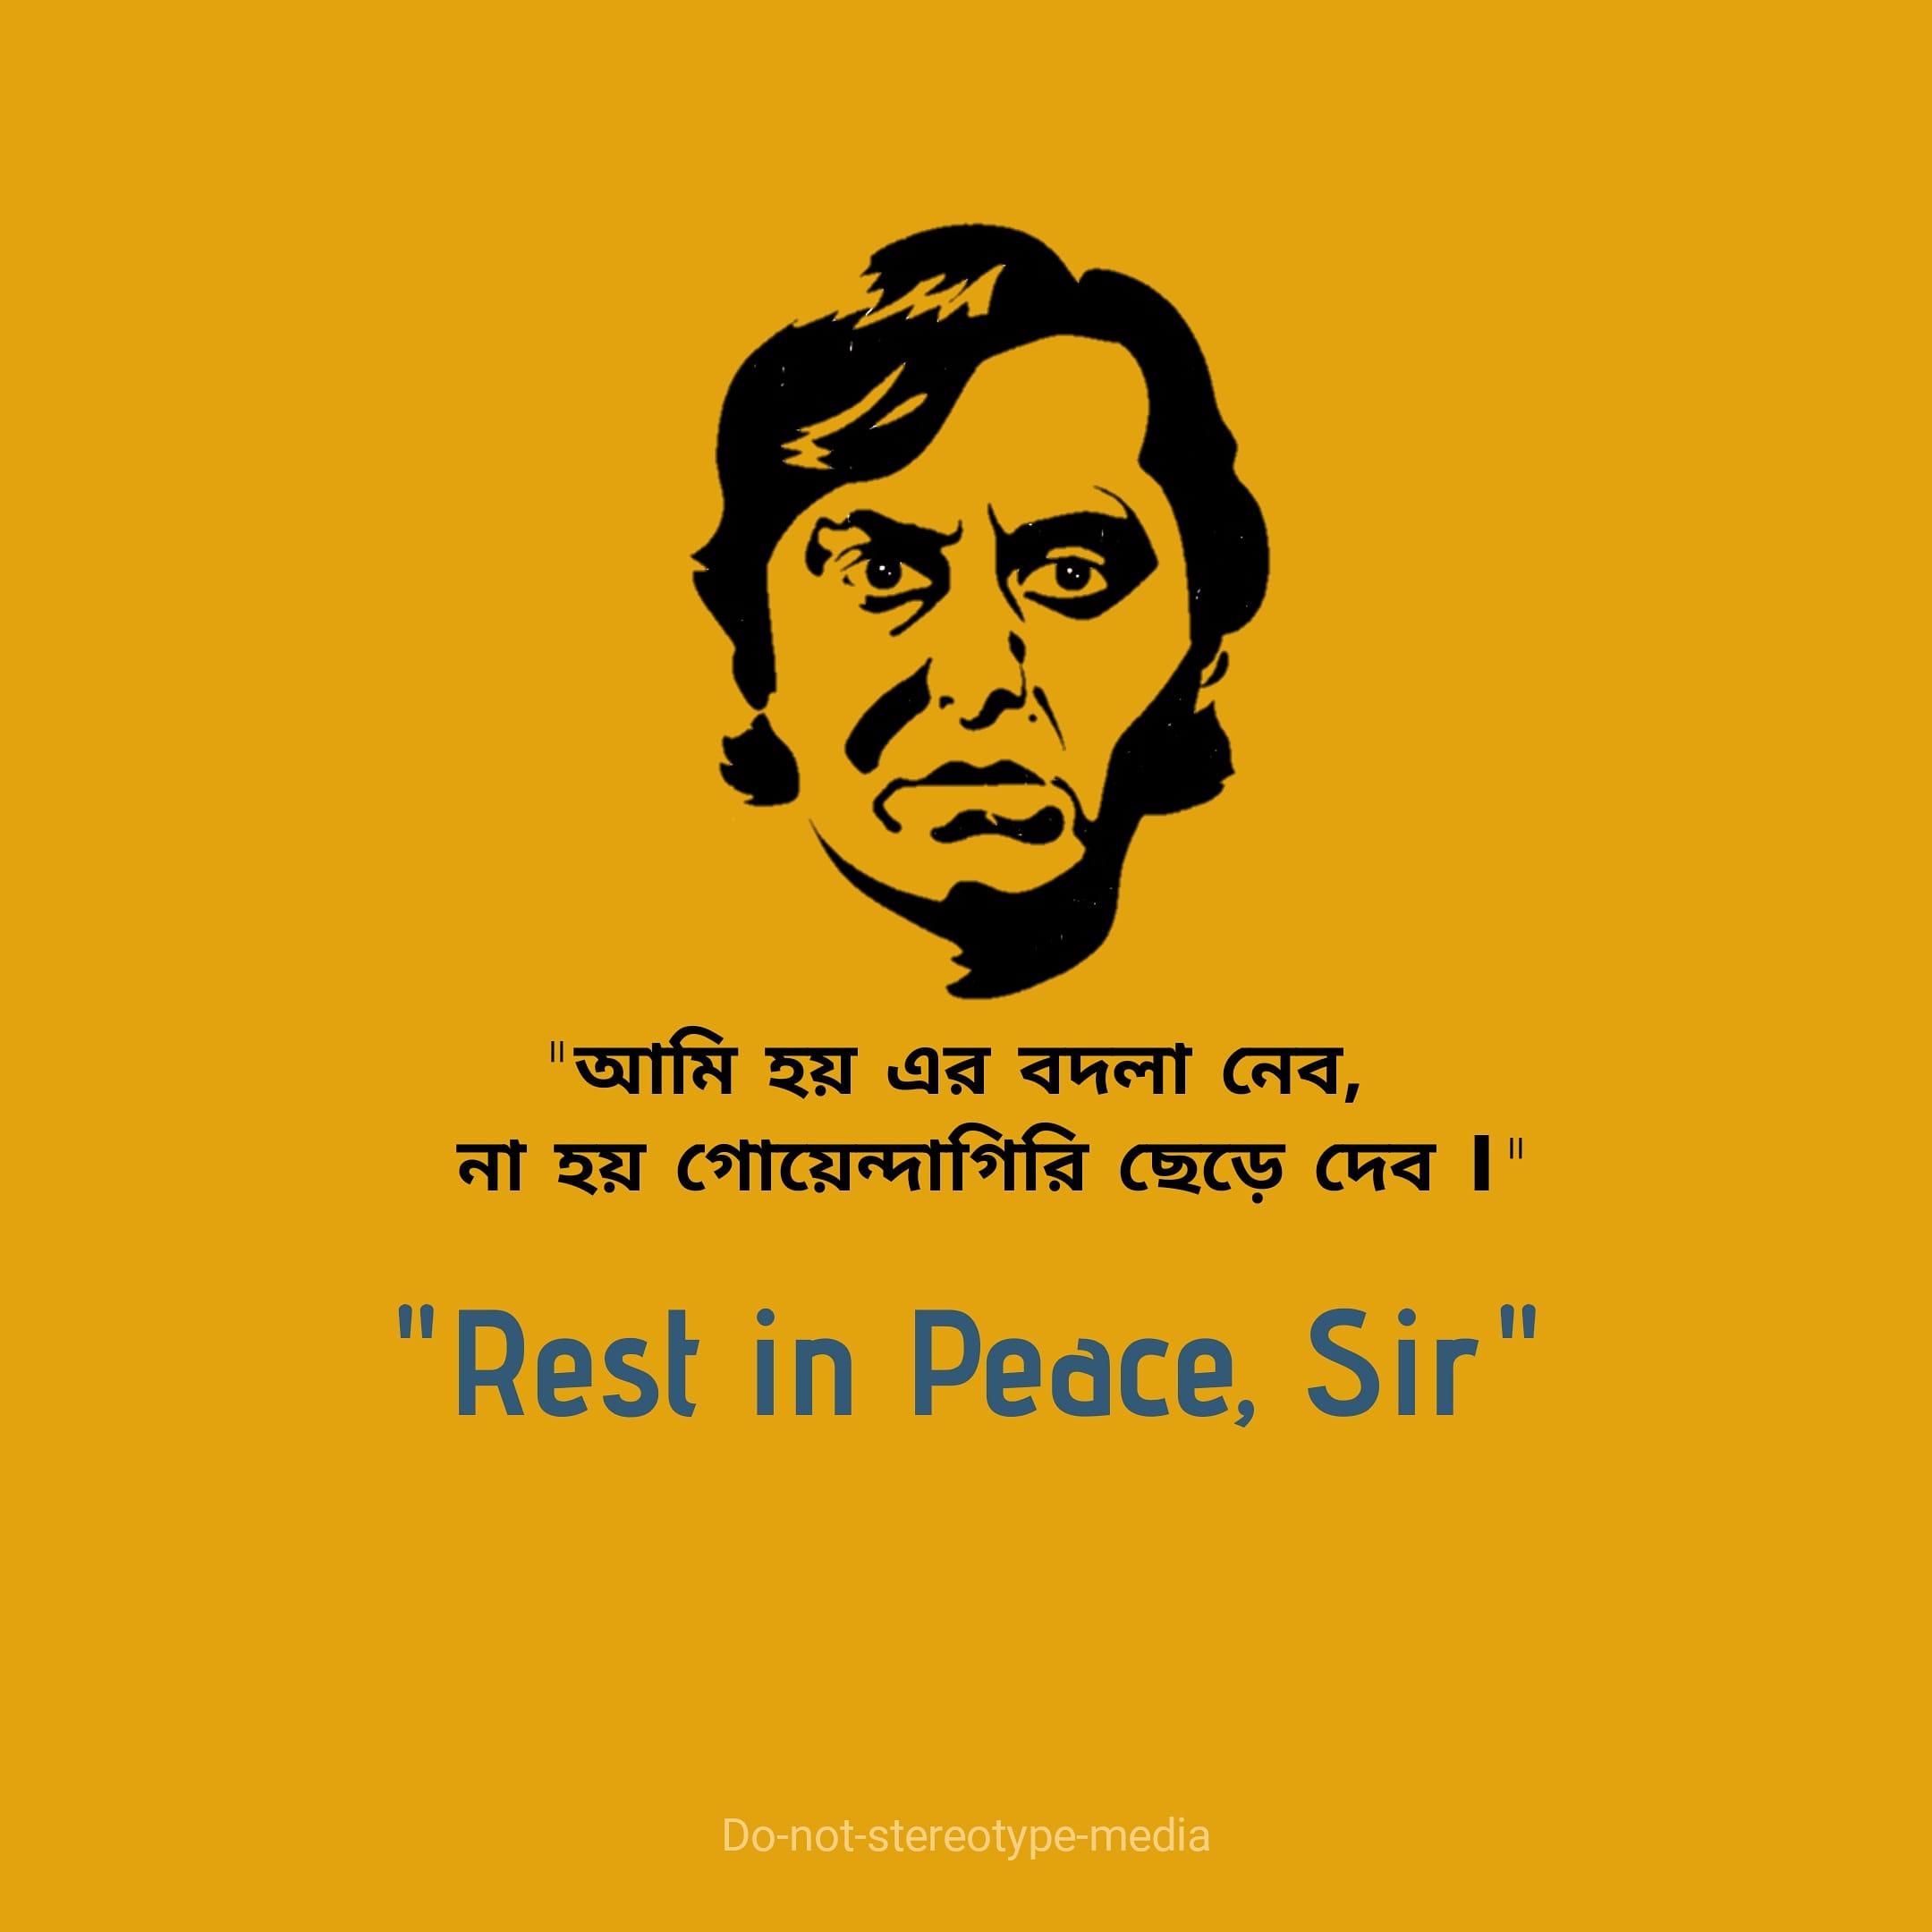 "আমি হয় এর বদলা নেব,
না হয় গোয়েন্দাগিরি ছেড়ে দেব ।"
"Rest in Peace, Sir"
Do-not-stereotype-media